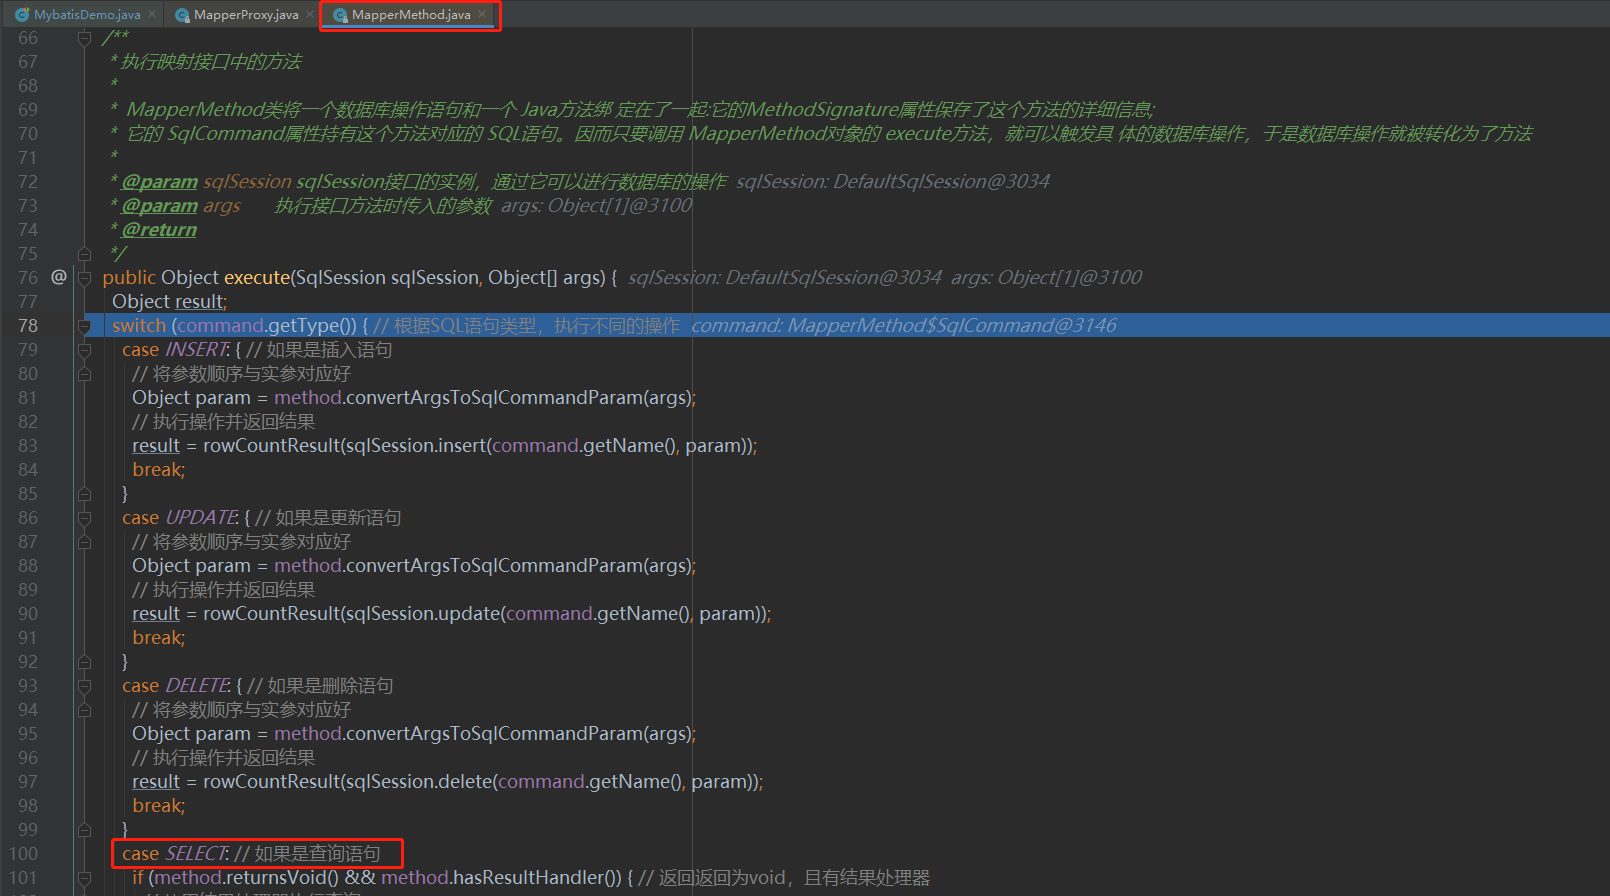 MybatisDemo.java × MapperProxy.java × MapperMethod.java ×
66 /**
67 * 执行映射接口中的方法
68 *
69 * MapperMethod类将一个数据库操作语句和一个 Java方法绑 定在了一起:它的MethodSignature属性保存了这个方法的详细信息;
70 * 它的 SqlCommand属性持有这个方法对应的 SQL语句。因而只要调用 MapperMethod对象的 execute方法，就可以触发具 体的数据库操作，于是数据库操作就被转化为了方法
71 *
72 * @param sqlSession sqlSession接口的实例，通过它可以进行数据库的操作 sqlSession: DefaultSqlSession@3034
73 * @param args 执行接口方法时传入的参数 args: Object[1]@3100
74 * @return
75 */
76 @ public Object execute(SqlSession sqlSession, Object[] args) { sqlSession: DefaultSqlSession@3034 args: Object[1]@3100
77 Object result;
78 switch (command.getType()) { // 根据SQL语句类型，执行不同的操作 command: MapperMethod$SqlCommand@3146
79 case INSERT: { // 如果是插入语句
80 // 将参数顺序与实参对应好
81 Object param = method.convertArgsToSqlCommandParam(args);
82 // 执行操作并返回结果
83 result = rowCountResult(sqlSession.insert(command.getName(), param));
84 break;
85 }
86 case UPDATE: { // 如果是更新语句
87 // 将参数顺序与实参对应好
88 Object param = method.convertArgsToSqlCommandParam(args);
89 // 执行操作并返回结果
90 result = rowCountResult(sqlSession.update(command.getName(), param));
91 break;
92 }
93 case DELETE: { // 如果是删除语句
94 // 将参数顺序与实参对应好
95 Object param = method.convertArgsToSqlCommandParam(args);
96 // 执行操作并返回结果
97 result = rowCountResult(sqlSession.delete(command.getName(), param));
98 break;
99 }
100 case SELECT: // 如果是查询语句
101 if (method.returnsVoid() && method.hasResultHandler()) { // 返回返回为void，且有结果处理器